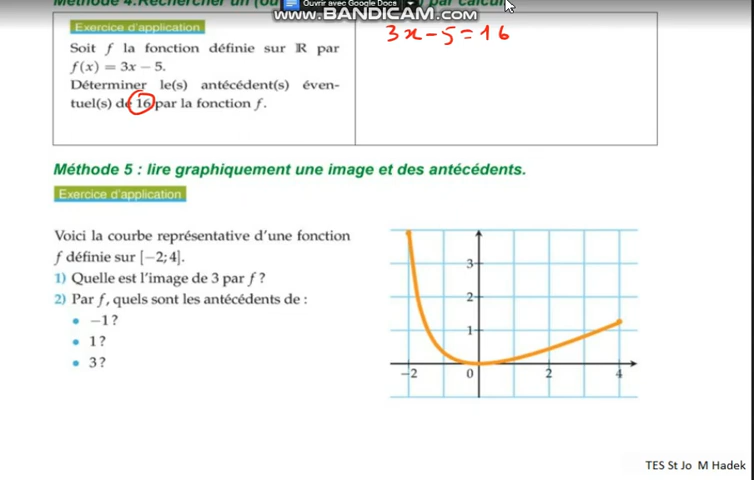 Méthode 4:Rechercher un (ou par calcul
Ouvrir avec Google Docs
www.BANDICAM.com
Exercice d'application
Soit f la fonction définie sur ℝ par
f(x) = 3x − 5.
Déterminer le(s) antécédent(s) éven-
tuel(s) de 16 par la fonction f.
3x − 5 = 16
Méthode 5 : lire graphiquement une image et des antécédents.
Exercice d'application
Voici la courbe représentative d'une fonction
f définie sur [−2; 4].
1) Quelle est l'image de 3 par f ?
2) Par f, quels sont les antécédents de :
• −1?
• 1?
• 3?
3
2
1
−2 0 2 4
TES St Jo M Hadek